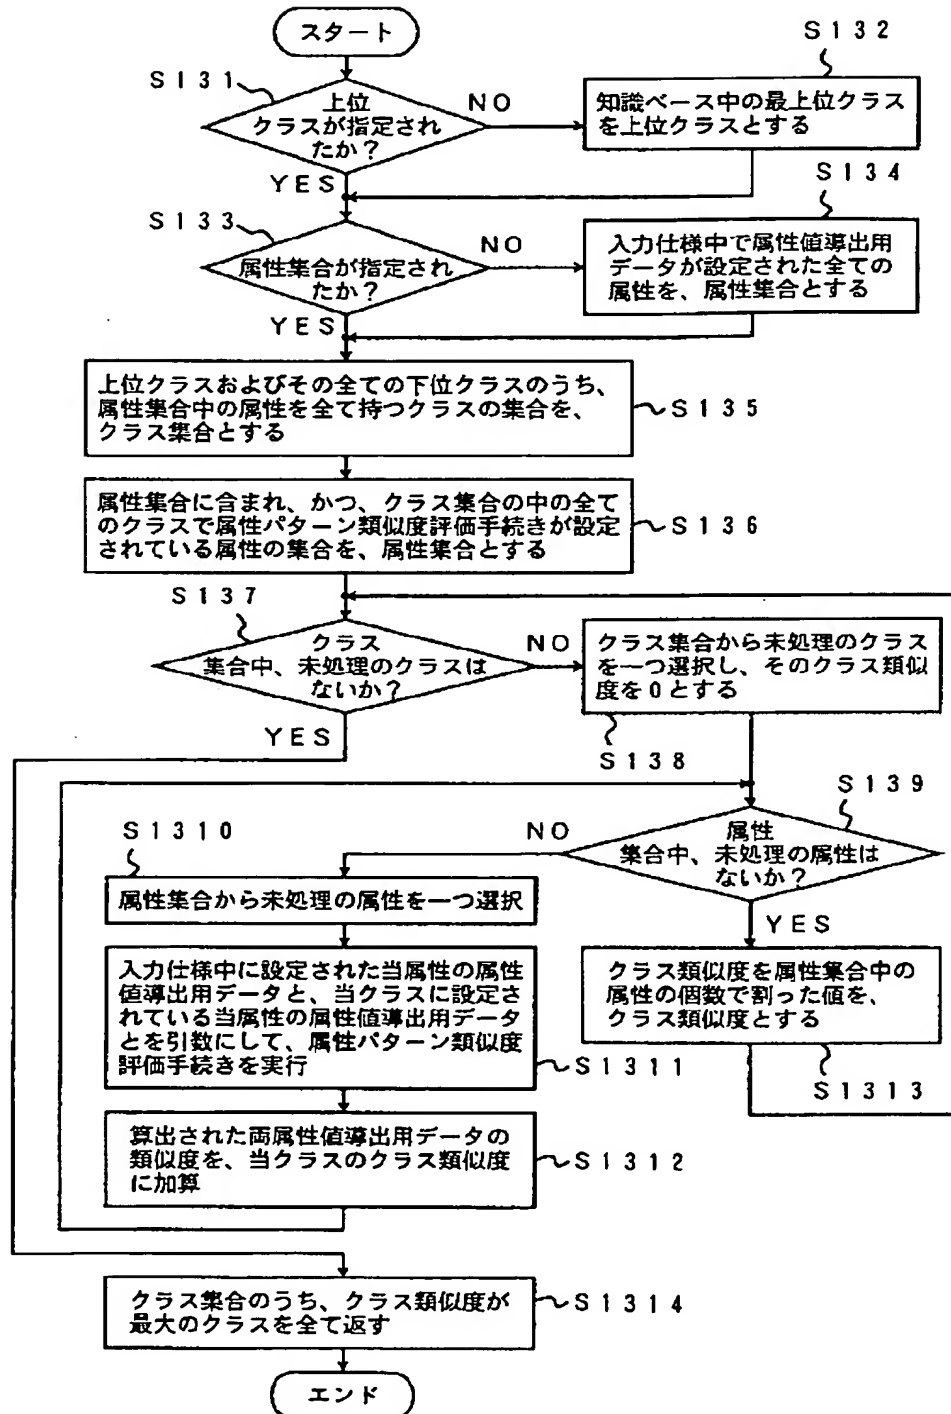 スタート
S131
上位
クラスが指定され
たか?
NO
S132
知識ベース中の最上位クラス
を上位クラスとする
YES
S133
属性集合が指定され
たか?
NO
S134
入力仕様中で属性値導出用
データが設定された全ての
属性を、属性集合とする
YES
上位クラスおよびその全ての下位クラスのうち、
属性集合中の属性を全て持つクラスの集合を、
クラス集合とする
S135
属性集合に含まれ、かつ、クラス集合の中の全て
のクラスで属性パターン類似度評価手続きが設定
されている属性の集合を、属性集合とする
S136
S137
クラス
集合中、未処理のクラスは
ないか?
NO
クラス集合から未処理のクラス
を一つ選択し、そのクラス類似
度を0とする
S138
YES
S139
属性
集合中、未処理の属性は
ないか?
NO
S1310
属性集合から未処理の属性を一つ選択
入力仕様中に設定された当属性の属性
値導出用データと、当クラスに設定さ
れている当属性の属性値導出用データ
とを引数にして、属性パターン類似度
評価手続きを実行
S1311
算出された両属性値導出用データの
類似度を、当クラスのクラス類似度
に加算
S1312
YES
クラス類似度を属性集合中の
属性の個数で割った値を、
クラス類似度とする
S1313
クラス集合のうち、クラス類似度が
最大のクラスを全て返す
S1314
エンド